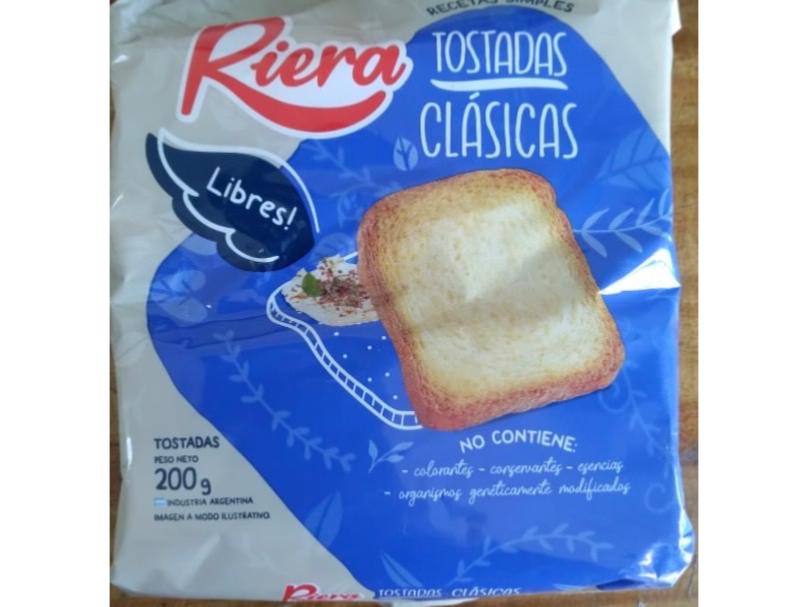 RECETAS SIMPLES
Riera
TOSTADAS
CLÁSICAS
Libres!
NO CONTIENE:
- colorantes - conservantes - esencias
- organismos genéticamente modificados
TOSTADAS
PESO NETO
200 g
INDUSTRIA ARGENTINA
IMAGEN A MODO ILUSTRATIVO.
Riera TOSTADAS CLÁSICAS